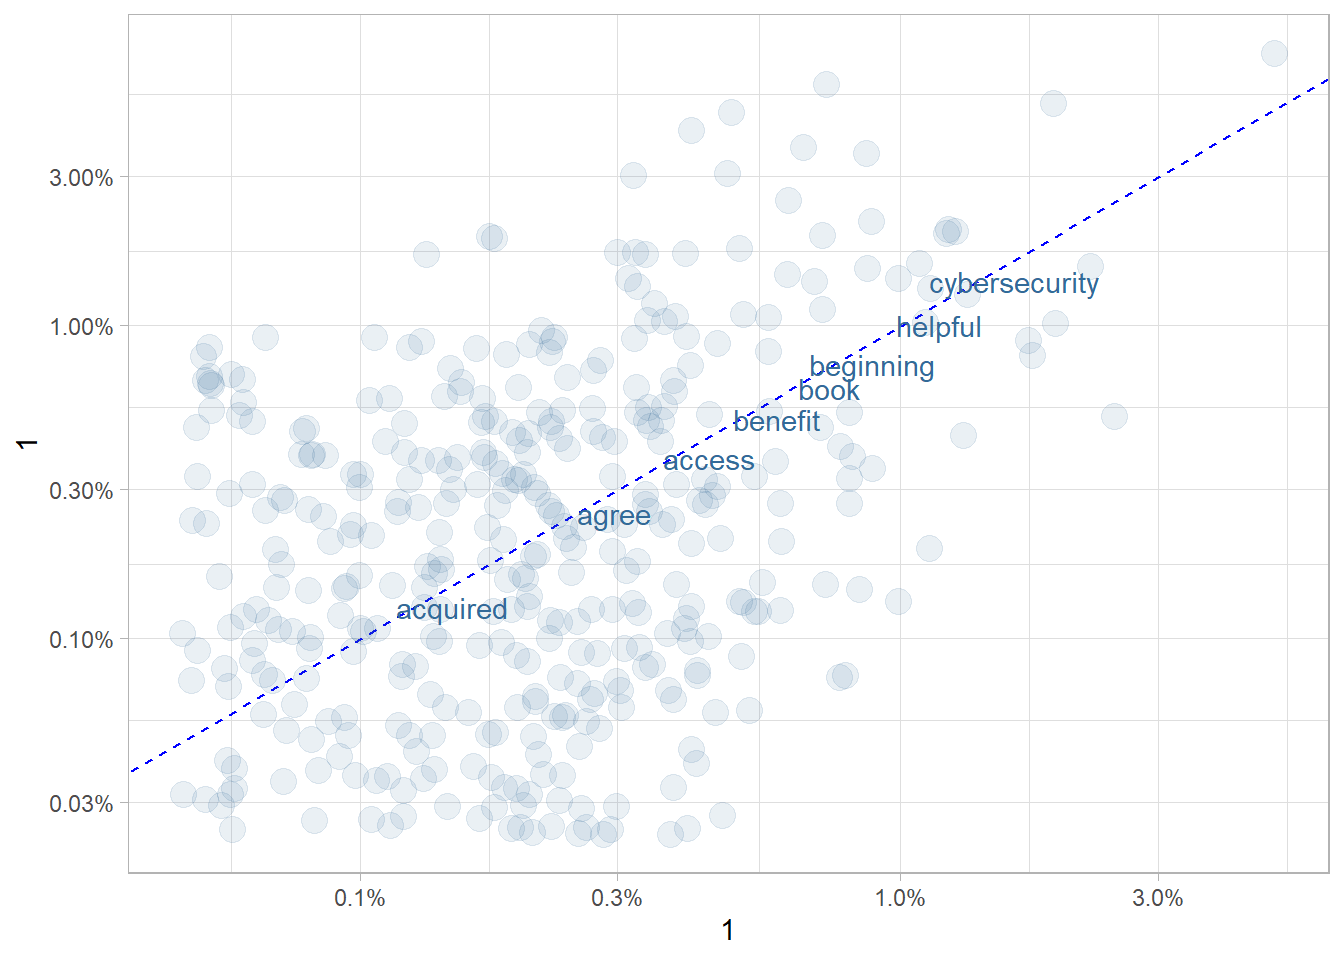 3.00%
1.00%
0.30%
0.10%
0.03%
1
cybersecurity
helpful
beginning
book
benefit
access
agree
acquired
0.1%
0.3%
1.0%
3.0%
1